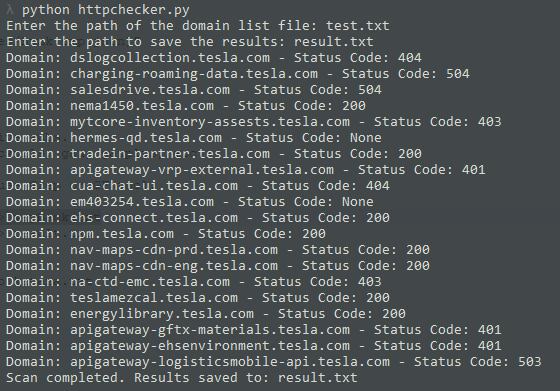 λ python httpchecker.py
Enter the path of the domain list file: test.txt
Enter the path to save the results: result.txt
Domain: dslogcollection.tesla.com - Status Code: 404
Domain: charging-roaming-data.tesla.com - Status Code: 504
Domain: salesdrive.tesla.com - Status Code: 504
Domain: nema1450.tesla.com - Status Code: 200
Domain: mytcore-inventory-assests.tesla.com - Status Code: 403
Domain: hermes-qd.tesla.com - Status Code: None
Domain: tradein-partner.tesla.com - Status Code: 200
Domain: apigateway-vrp-external.tesla.com - Status Code: 401
Domain: cua-chat-ui.tesla.com - Status Code: 404
Domain: em403254.tesla.com - Status Code: None
Domain: ehs-connect.tesla.com - Status Code: 200
Domain: npm.tesla.com - Status Code: 200
Domain: nav-maps-cdn-prd.tesla.com - Status Code: 200
Domain: nav-maps-cdn-eng.tesla.com - Status Code: 200
Domain: na-ctd-emc.tesla.com - Status Code: 403
Domain: teslamezcal.tesla.com - Status Code: 200
Domain: energylibrary.tesla.com - Status Code: 200
Domain: apigateway-gftx-materials.tesla.com - Status Code: 401
Domain: apigateway-ehsenvironment.tesla.com - Status Code: 401
Domain: apigateway-logisticsmobile-api.tesla.com - Status Code: 503
Scan completed. Results saved to: result.txt